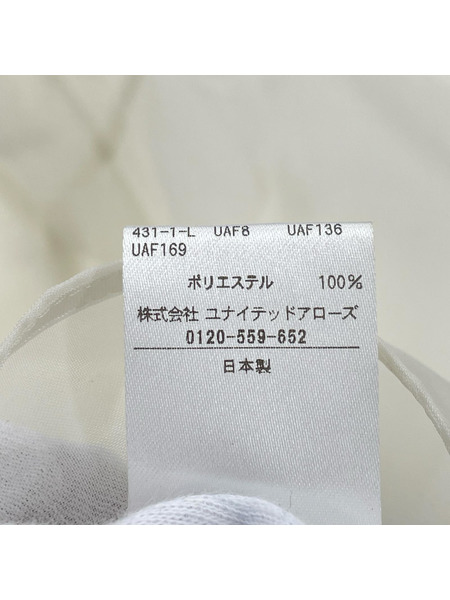 431-1-L UAF8 UAF136
UAF169
ポリエステル 100%
株式会社 ユナイテッドアローズ
0120-559-652
日本製